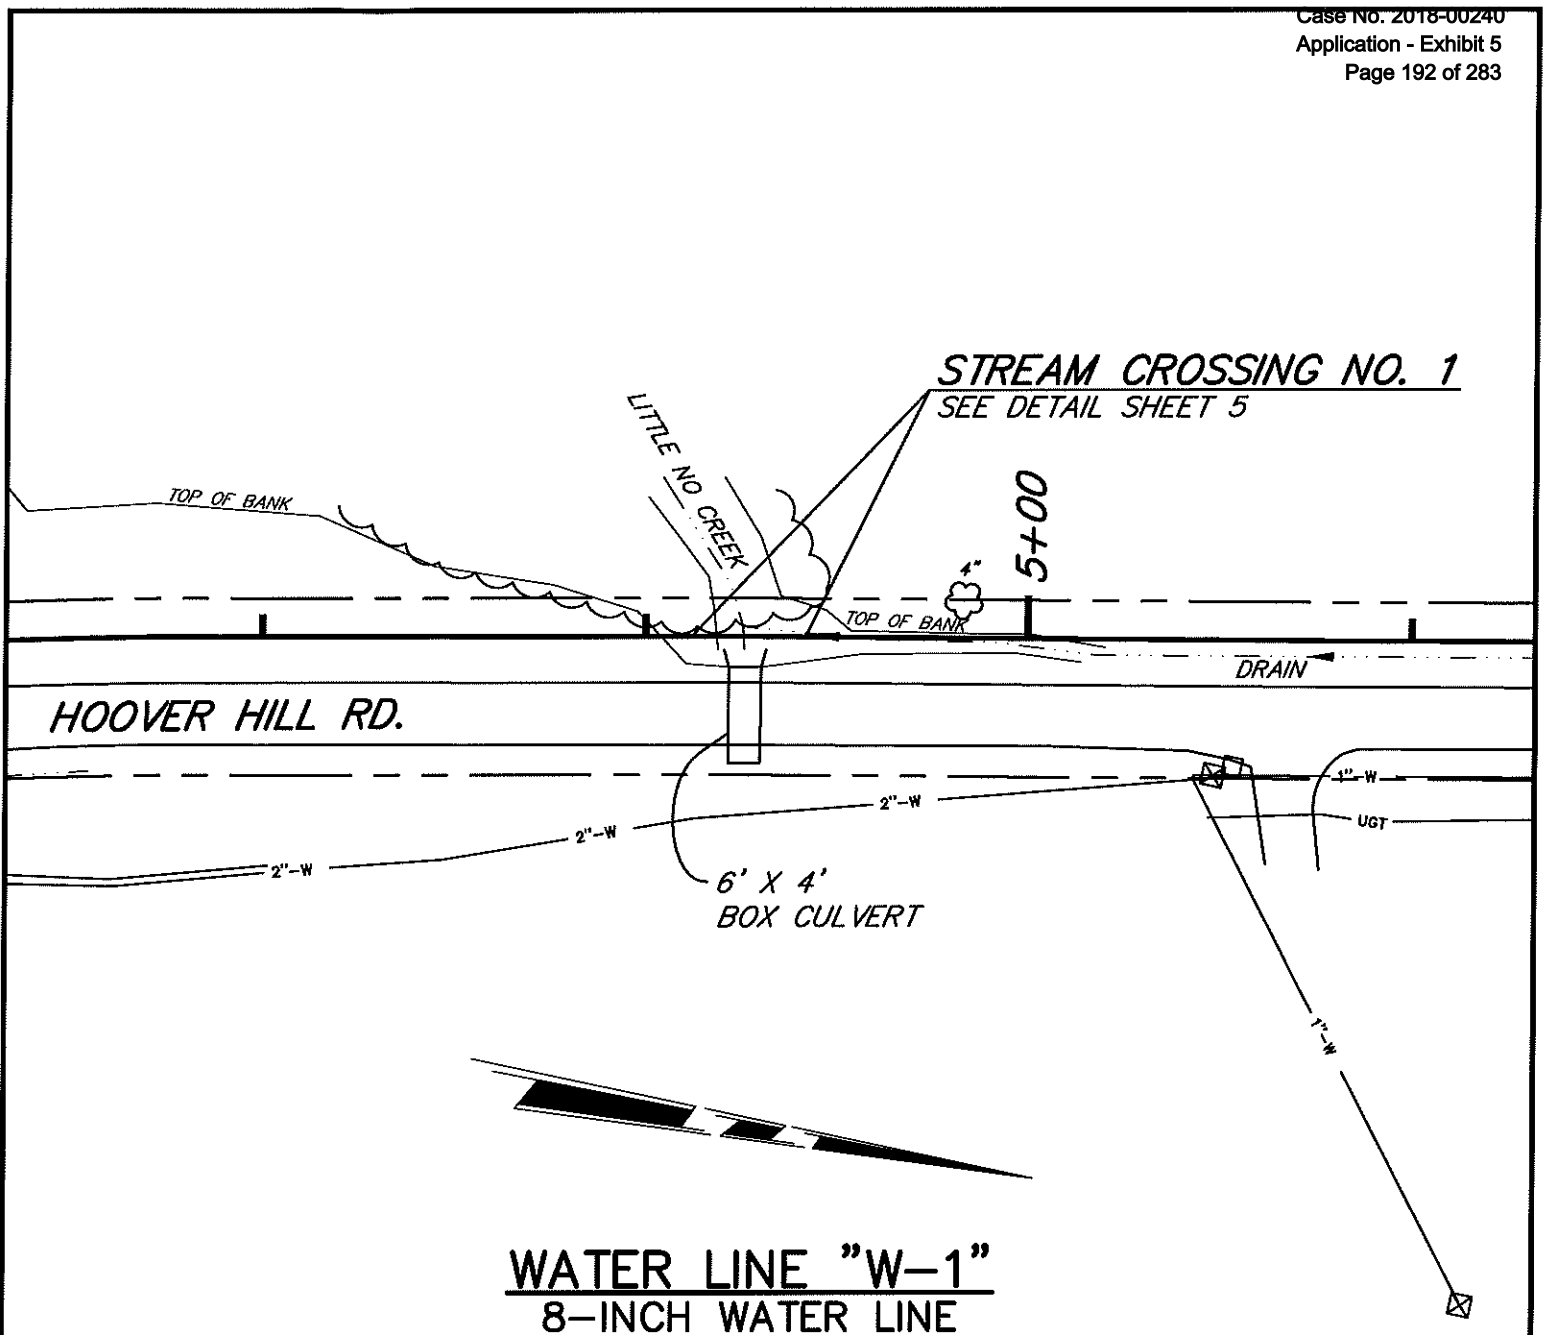 Case No. 2018-00240
Application - Exhibit 5
Page 192 of 283
STREAM CROSSING NO. 1
SEE DETAIL SHEET 5
LITTLE NO CREEK
TOP OF BANK
5+00
4"
TOP OF BANK
DRAIN
HOOVER HILL RD.
1"-W
2"-W
UGT
2"-W
2"-W
6' X 4'
BOX CULVERT
1"-W
WATER LINE "W-1"
8-INCH WATER LINE